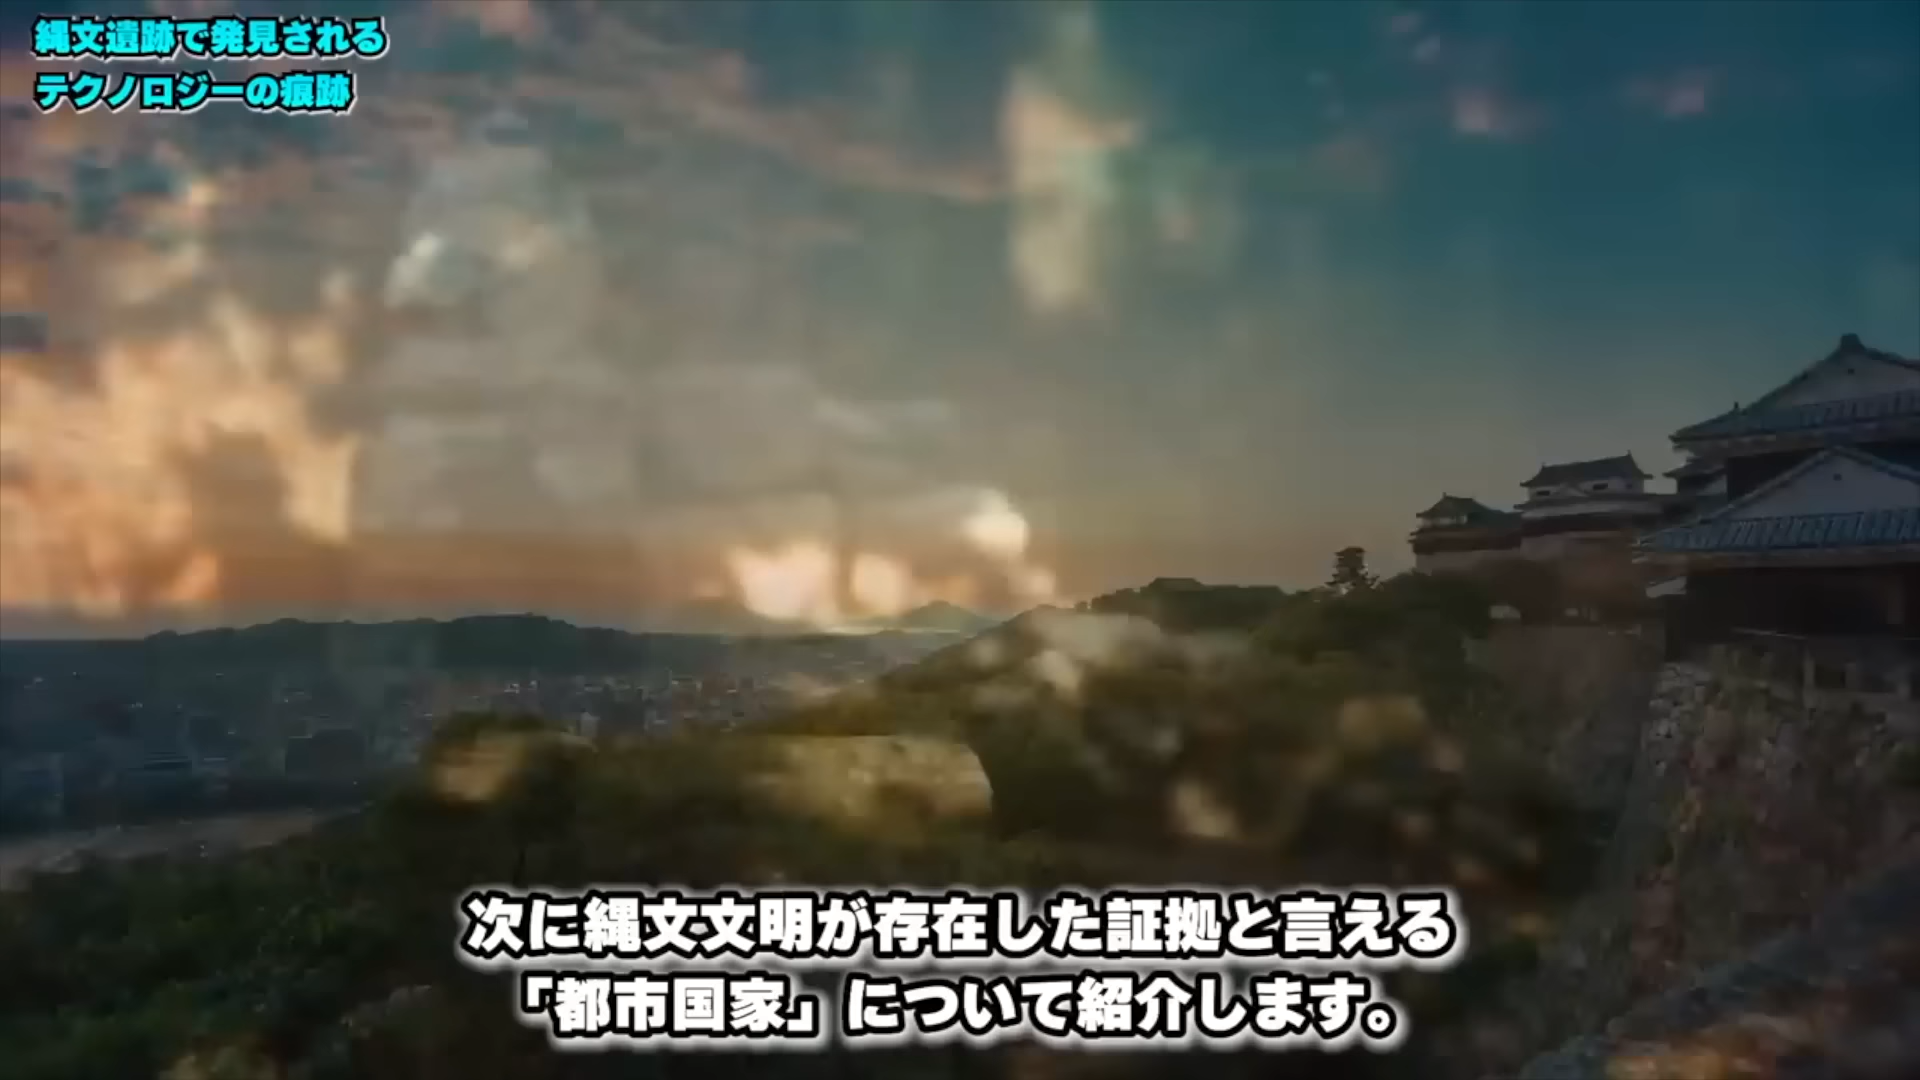 縄文遺跡で発見される
テクノロジーの痕跡
次に縄文文明が存在した証拠と言える
「都市国家」について紹介します。